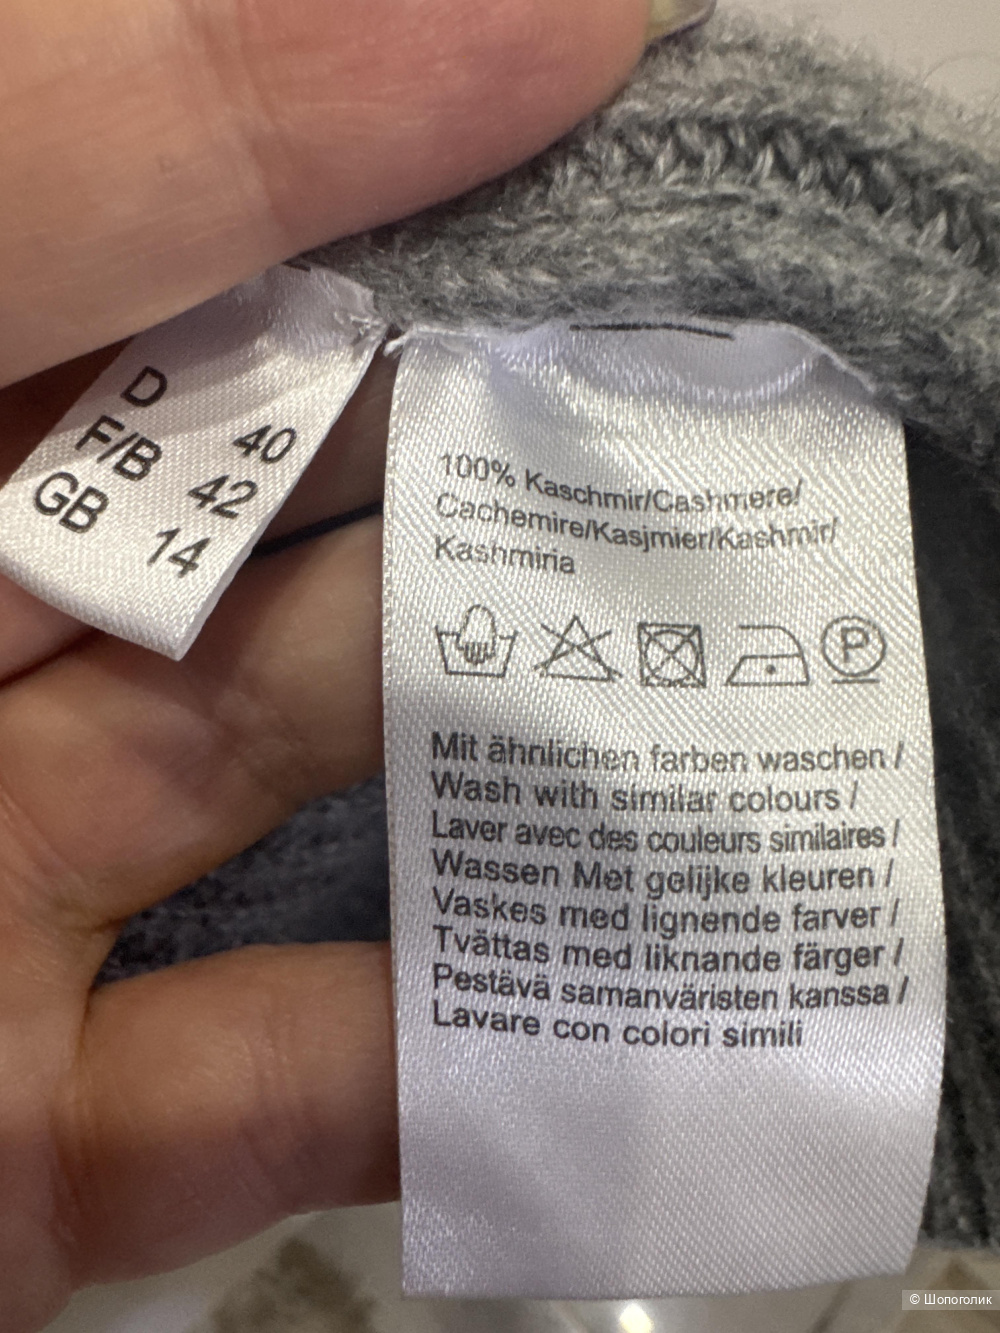 D 40
F/B 42
GB 14
100% Kaschmir/Cashmere/
Cachemire/Kasjmier/Kashmir/
Kashmiria
P
Mit ähnlichen farben waschen /
Wash with similar colours /
Laver avec des couleurs similaires /
Wassen Met gelijke kleuren /
Vaskes med lignende farver /
Tvättas med liknande färger /
Pestävä samanväristen kanssa /
Lavare con colori simili
© Шопоголик